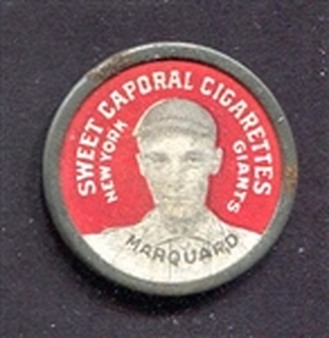 SWEET CAPORAL CIGARETTES
NEW YORK
GIANTS
MARQUARD